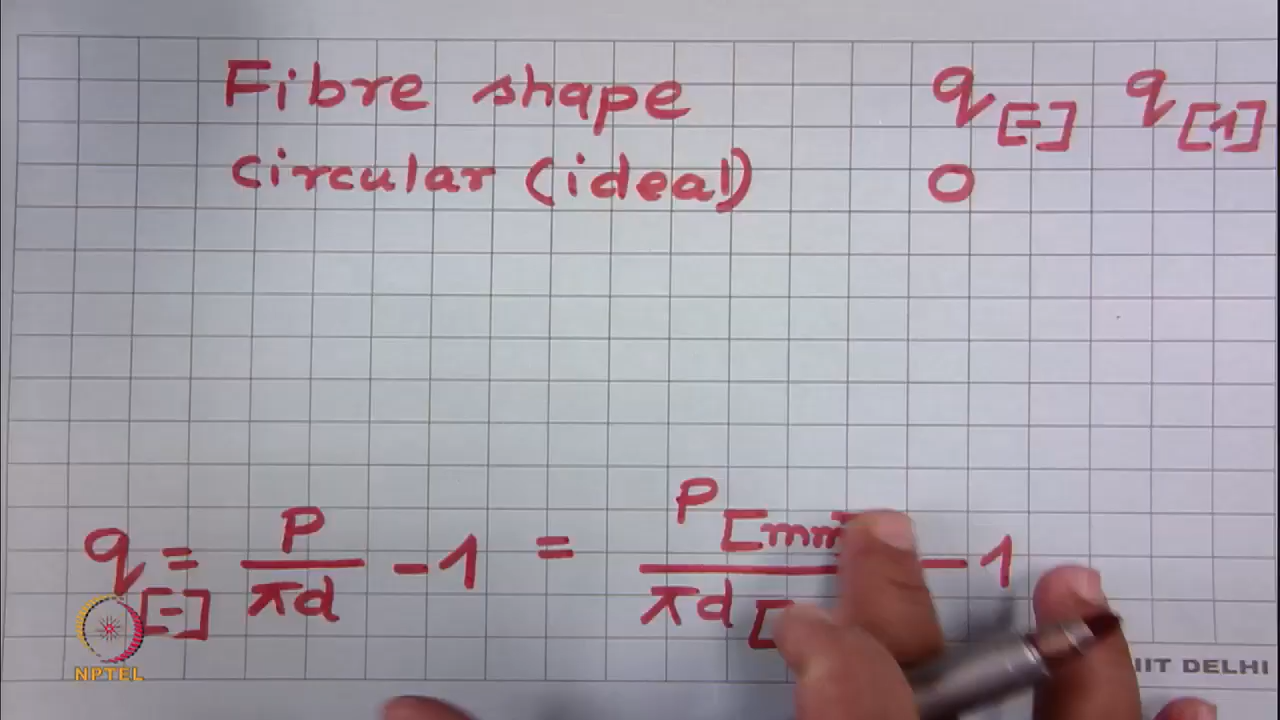 Fibre shape q[-] q[1]
Circular (ideal) 0
q[-] = P/πd - 1 = P[mm]/πd[ - 1
NPTEL
IIT DELHI